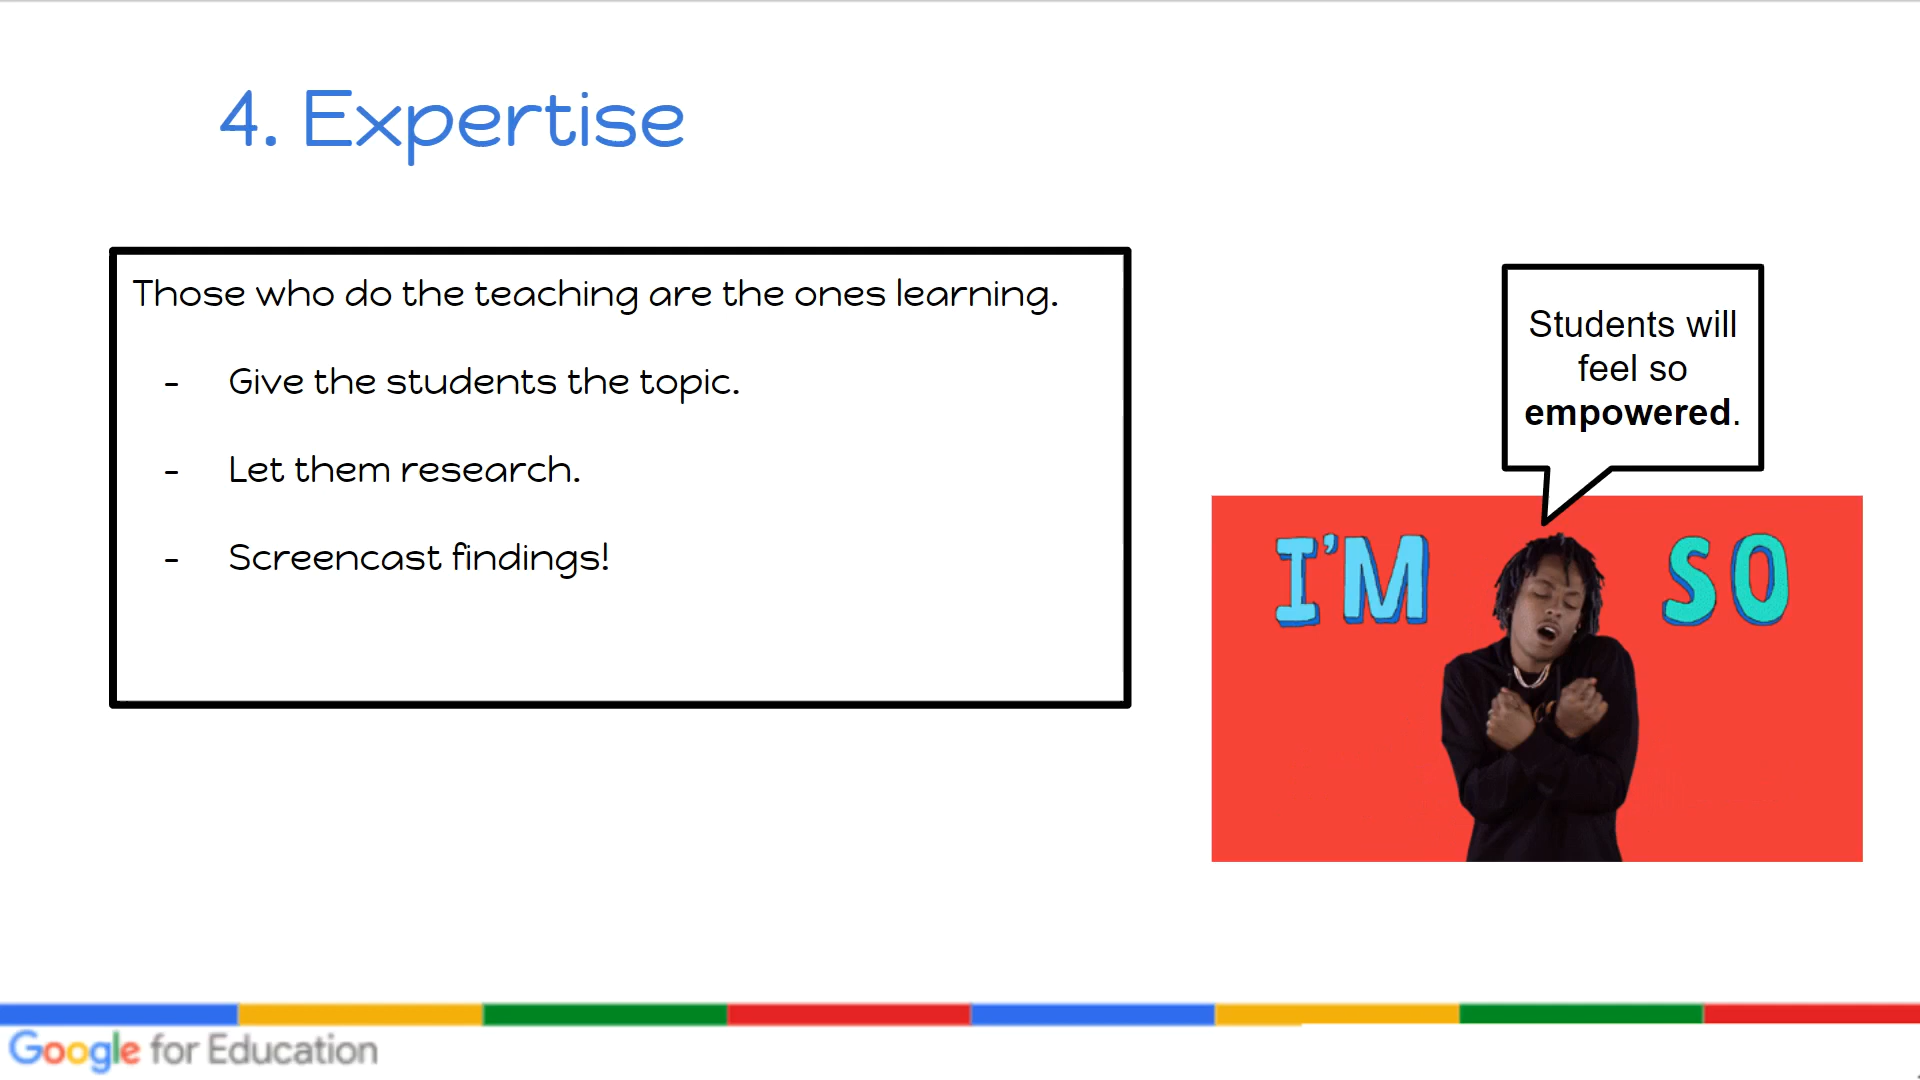 4. Expertise
Those who do the teaching are the ones learning.
- Give the students the topic.
- Let them research.
- Screencast findings!
Students will
feel so
empowered.
I'M SO
Google for Education